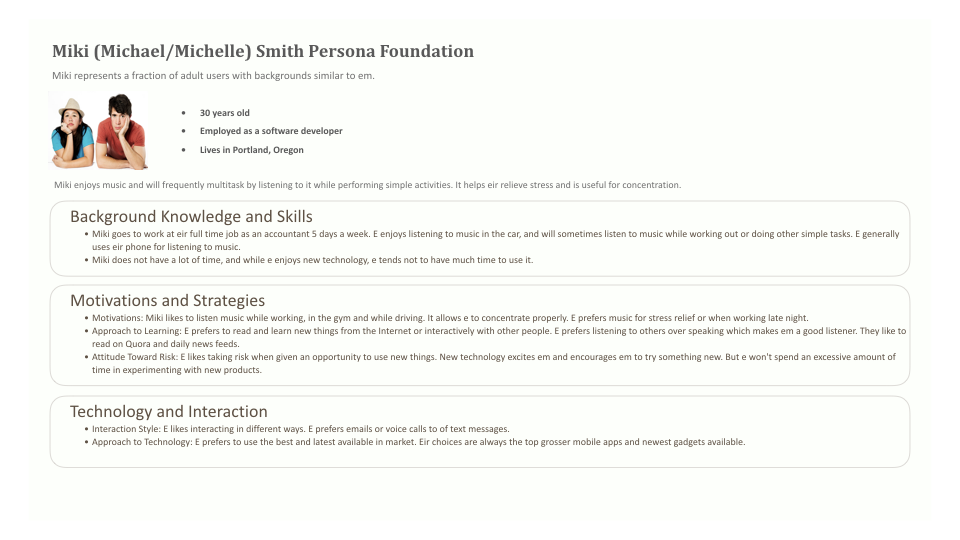 Miki (Michael/Michelle) Smith Persona Foundation
Miki represents a fraction of adult users with backgrounds similar to em.
• 30 years old
• Employed as a software developer
• Lives in Portland, Oregon
Miki enjoys music and will frequently multitask by listening to it while performing simple activities. It helps eir relieve stress and is useful for concentration.
Background Knowledge and Skills
• Miki goes to work at eir full time job as an accountant 5 days a week. E enjoys listening to music in the car, and will sometimes listen to music while working out or doing other simple tasks. E generally
uses eir phone for listening to music.
• Miki does not have a lot of time, and while e enjoys new technology, e tends not to have much time to use it.
Motivations and Strategies
• Motivations: Miki likes to listen music while working, in the gym and while driving. It allows e to concentrate properly. E prefers music for stress relief or when working late night.
• Approach to Learning: E prefers to read and learn new things from the Internet or interactively with other people. E prefers listening to others over speaking which makes em a good listener. They like to
read on Quora and daily news feeds.
• Attitude Toward Risk: E likes taking risk when given an opportunity to use new things. New technology excites em and encourages em to try something new. But e won't spend an excessive amount of
time in experimenting with new products.
Technology and Interaction
• Interaction Style: E likes interacting in different ways. E prefers emails or voice calls to of text messages.
• Approach to Technology: E prefers to use the best and latest available in market. Eir choices are always the top grosser mobile apps and newest gadgets available.